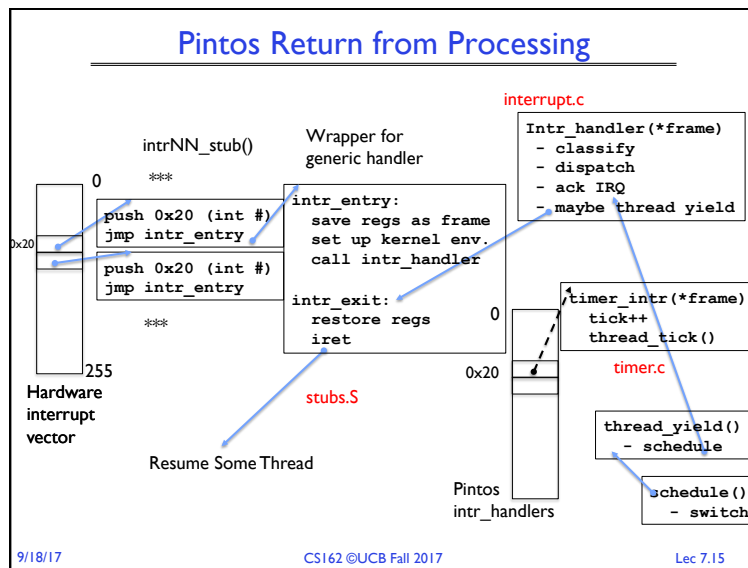 Pintos Return from Processing
interrupt.c
intrNN_stub()
***
Wrapper for
generic handler
Intr_handler(*frame)
- classify
- dispatch
- ack IRQ
- maybe thread yield
0
0x20
255
push 0x20 (int #)
jmp intr_entry
push 0x20 (int #)
jmp intr_entry
***
intr_entry:
save regs as frame
set up kernel env.
call intr_handler
intr_exit:
restore regs
iret
Hardware
interrupt
vector
stubs.S
Resume Some Thread
0
0x20
Pintos
intr_handlers
timer_intr(*frame)
tick++
thread_tick()
timer.c
thread_yield()
- schedule
schedule()
- switch
9/18/17
CS162 ©UCB Fall 2017
Lec 7.15